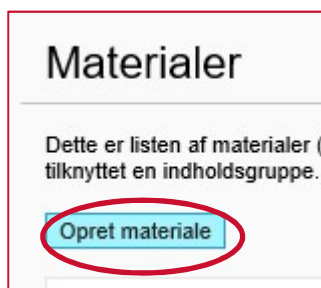 Materialer
Dette er listen af materialer (
tilknyttet en indholdsgruppe.
Opret materiale